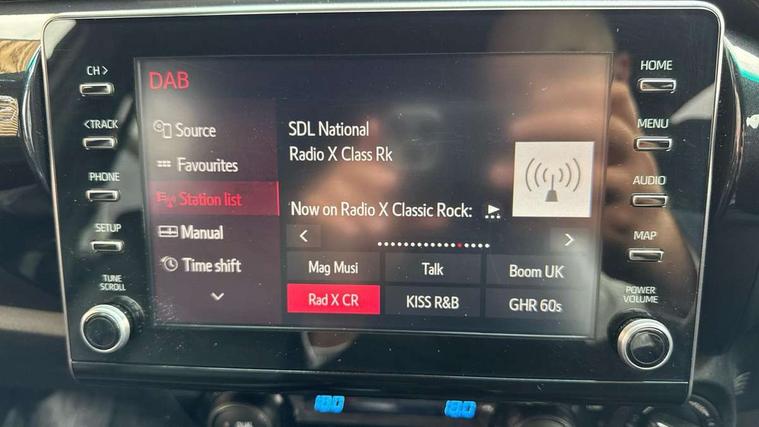 DAB
CH >
< TRACK
PHONE
SETUP
TUNE
SCROLL
Source
Favourites
Station list
Manual
Time shift
SDL National
Radio X Class Rk
Now on Radio X Classic Rock:
Mag Musi
Talk
Boom UK
Rad X CR
KISS R&B
GHR 60s
HOME
MENU
AUDIO
MAP
POWER
VOLUME